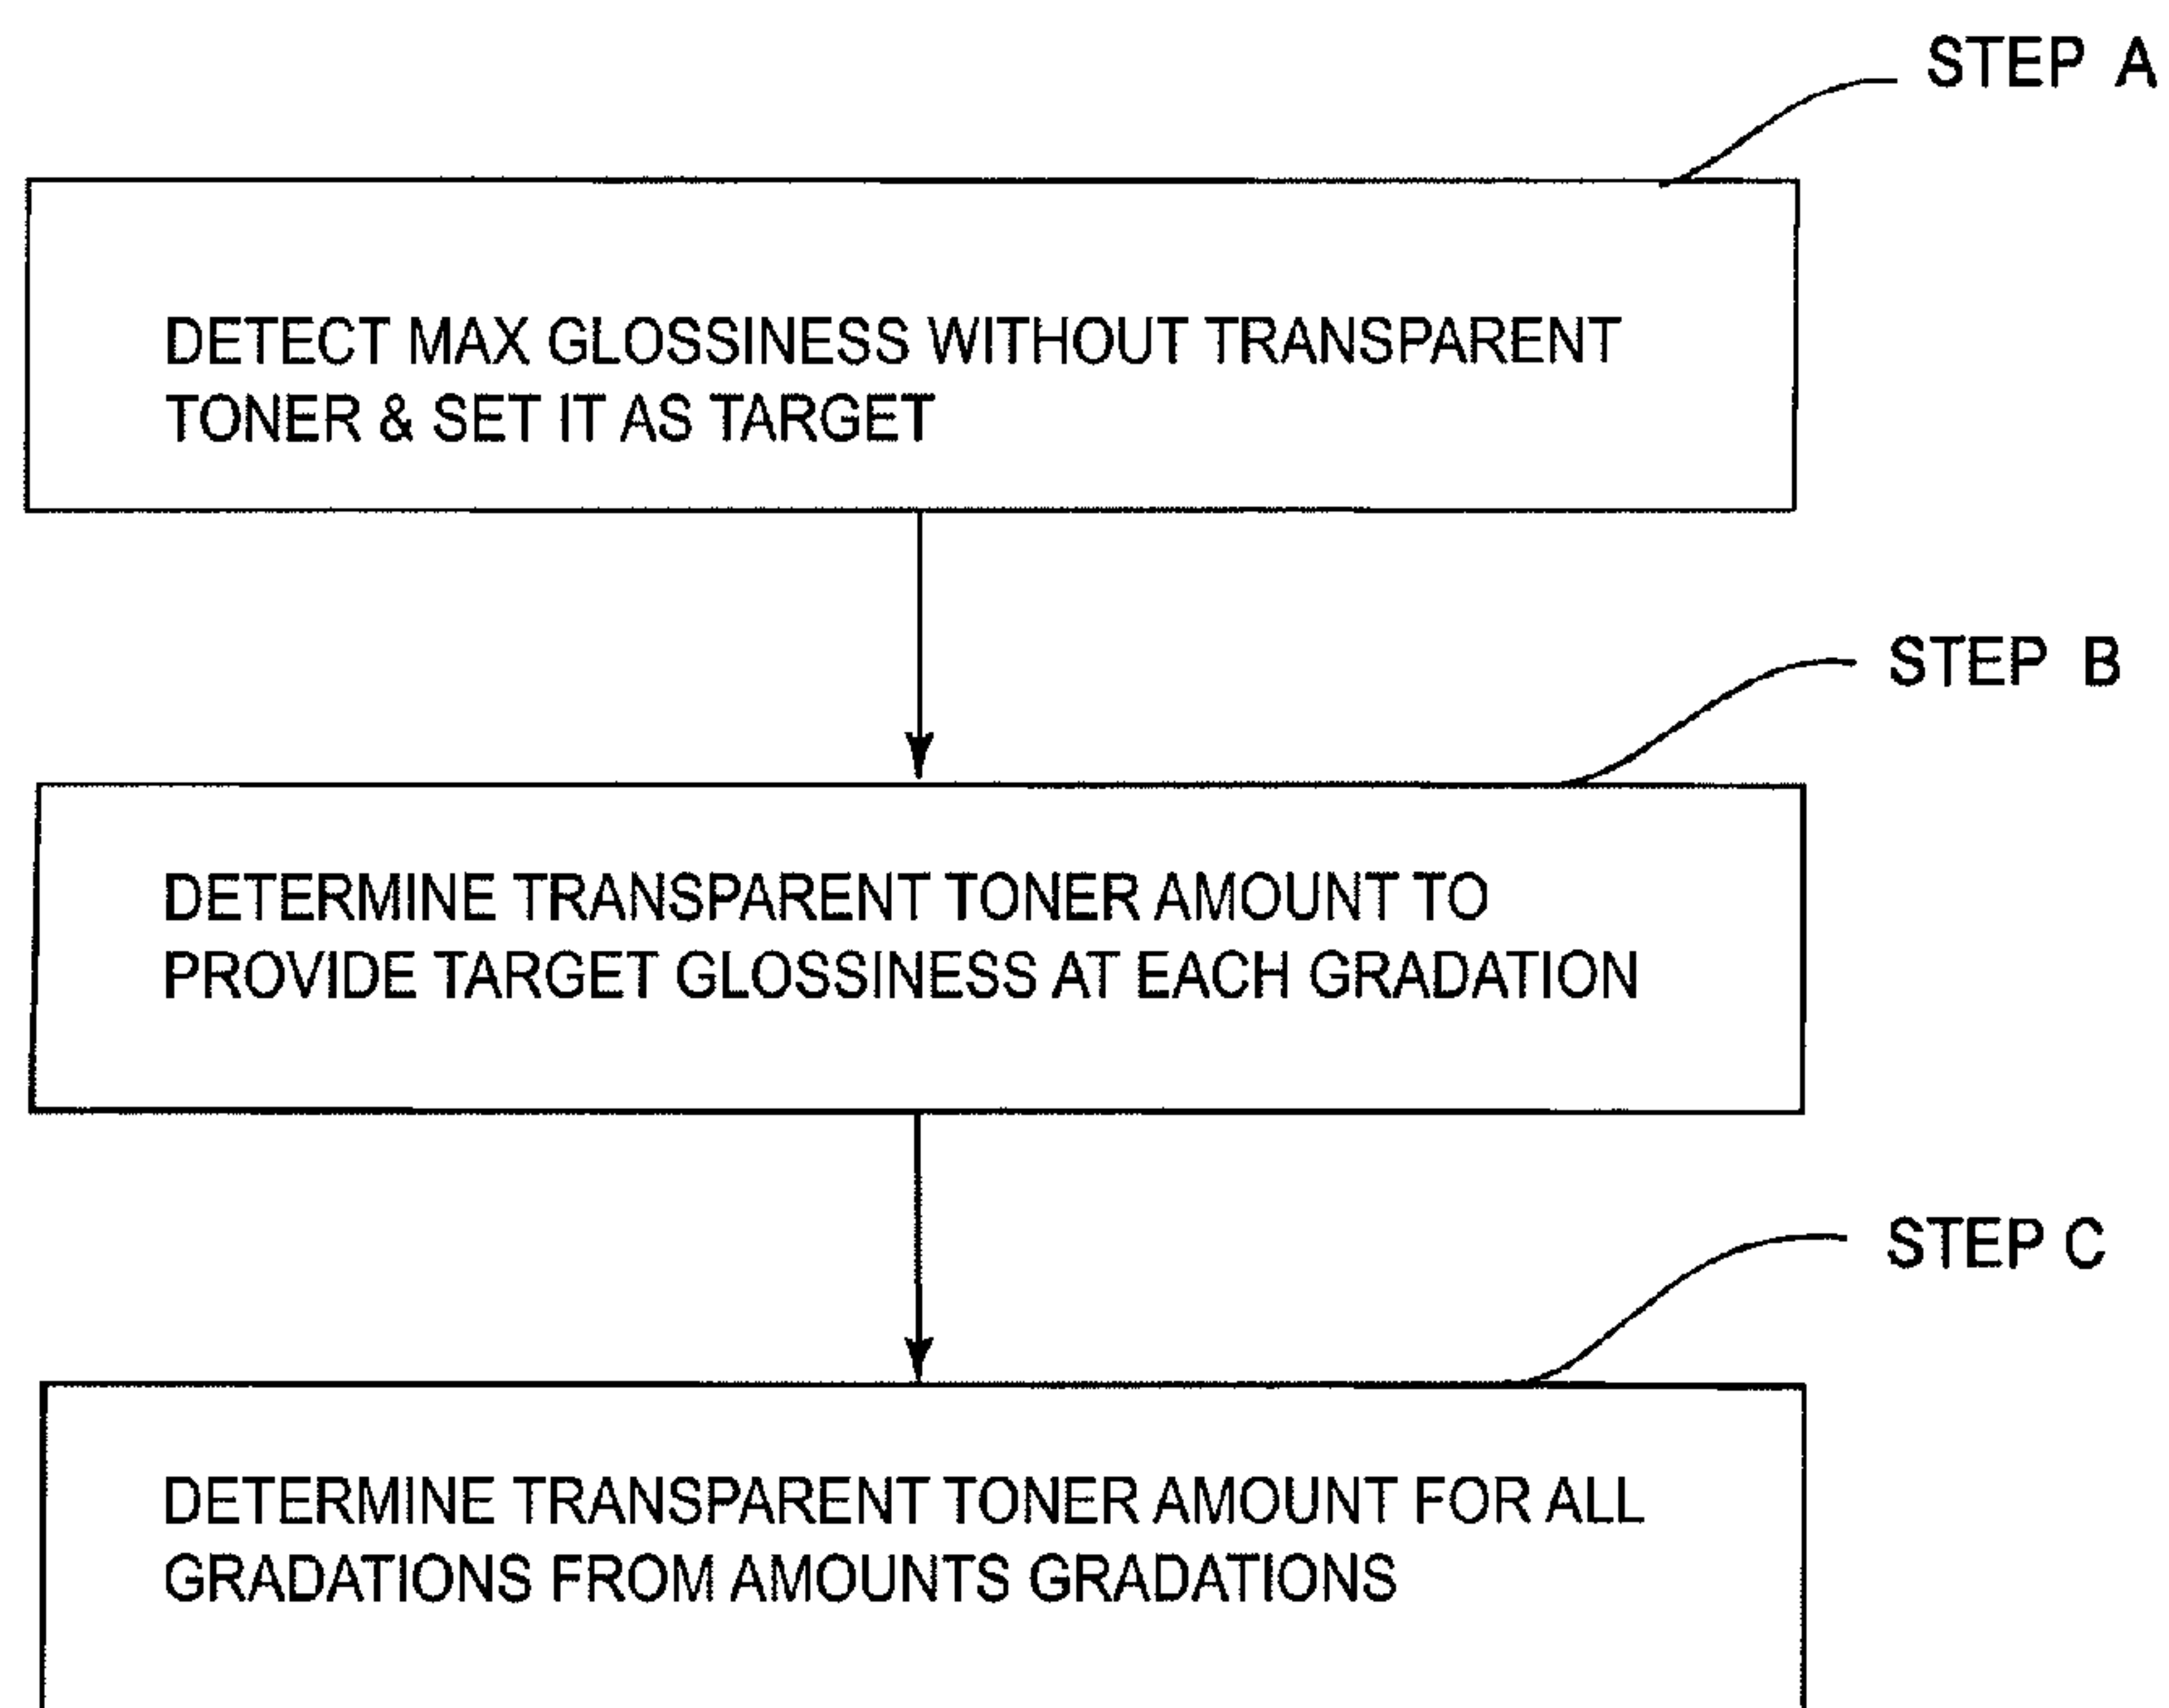 STEP A
DETECT MAX GLOSSINESS WITHOUT TRANSPARENT
TONER & SET IT AS TARGET
STEP B
DETERMINE TRANSPARENT TONER AMOUNT TO
PROVIDE TARGET GLOSSINESS AT EACH GRADATION
STEP C
DETERMINE TRANSPARENT TONER AMOUNT FOR ALL
GRADATIONS FROM AMOUNTS GRADATIONS